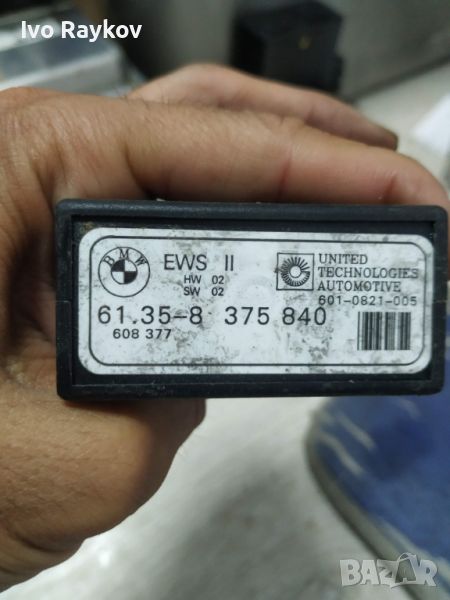 Ivo Raykov
BMW
EWS II
HW 02
SW 02
UNITED
TECHNOLOGIES
AUTOMOTIVE
601-0821-005
61.35-8 375 840
608 377
BAZAR